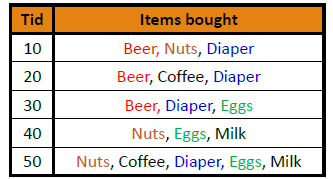 Tid Items bought
10 Beer, Nuts, Diaper
20 Beer, Coffee, Diaper
30 Beer, Diaper, Eggs
40 Nuts, Eggs, Milk
50 Nuts, Coffee, Diaper, Eggs, Milk